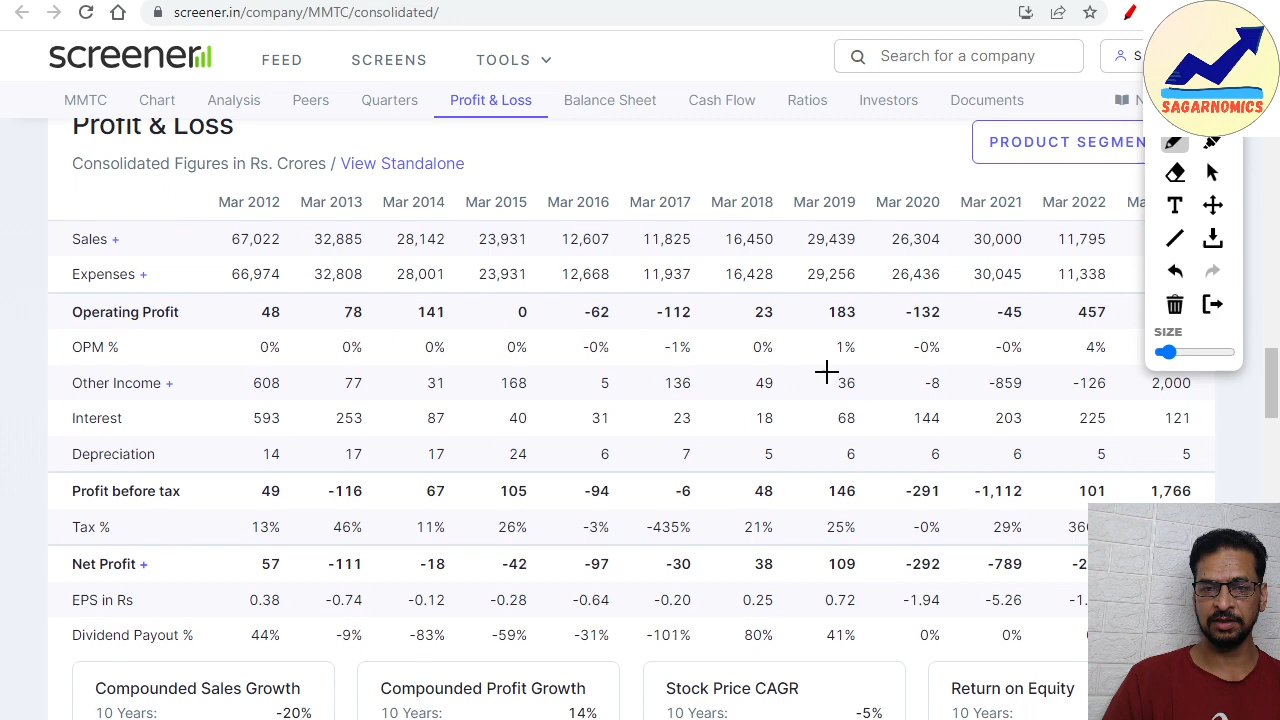 screener.in/company/MMTC/consolidated/
screener FEED SCREENS TOOLS Search for a company
SAGARNOMICS
MMTC Chart Analysis Peers Quarters Profit & Loss Balance Sheet Cash Flow Ratios Investors Documents
Profit & Loss
PRODUCT SEGMEN
Consolidated Figures in Rs. Crores / View Standalone
Mar 2012 Mar 2013 Mar 2014 Mar 2015 Mar 2016 Mar 2017 Mar 2018 Mar 2019 Mar 2020 Mar 2021 Mar 2022
Sales + 67,022 32,885 28,142 23,931 12,607 11,825 16,450 29,439 26,304 30,000 11,795
Expenses + 66,974 32,808 28,001 23,931 12,668 11,937 16,428 29,256 26,436 30,045 11,338
Operating Profit 48 78 141 0 -62 -112 23 183 -132 -45 457
SIZE
OPM % 0% 0% 0% 0% -0% -1% 0% 1% -0% -0% 4%
Other Income + 608 77 31 168 5 136 49 36 -8 -859 -126 2,000
Interest 593 253 87 40 31 23 18 68 144 203 225 121
Depreciation 14 17 17 24 6 7 5 6 6 6 5 5
Profit before tax 49 -116 67 105 -94 -6 48 146 -291 -1,112 101 1,766
Tax % 13% 46% 11% 26% -3% -435% 21% 25% -0% 29%
Net Profit + 57 -111 -18 -42 -97 -30 38 109 -292 -789
EPS in Rs 0.38 -0.74 -0.12 -0.28 -0.64 -0.20 0.25 0.72 -1.94 -5.26
Dividend Payout % 44% -9% -83% -59% -31% -101% 80% 41% 0% 0%
Compounded Sales Growth Compounded Profit Growth Stock Price CAGR Return on Equity
10 Years: -20% 10 Years: 14% 10 Years: -5% 10 Years: